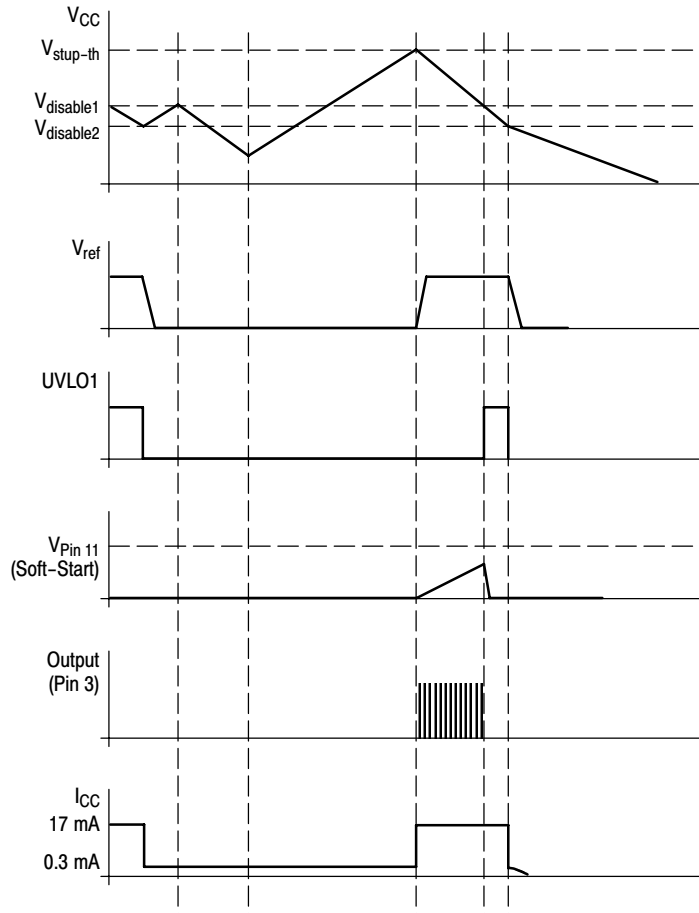 VCC
Vstup-th
Vdisable1
Vdisable2
Vref
UVLO1
VPin 11
(Soft-Start)
Output
(Pin 3)
ICC
17 mA
0.3 mA